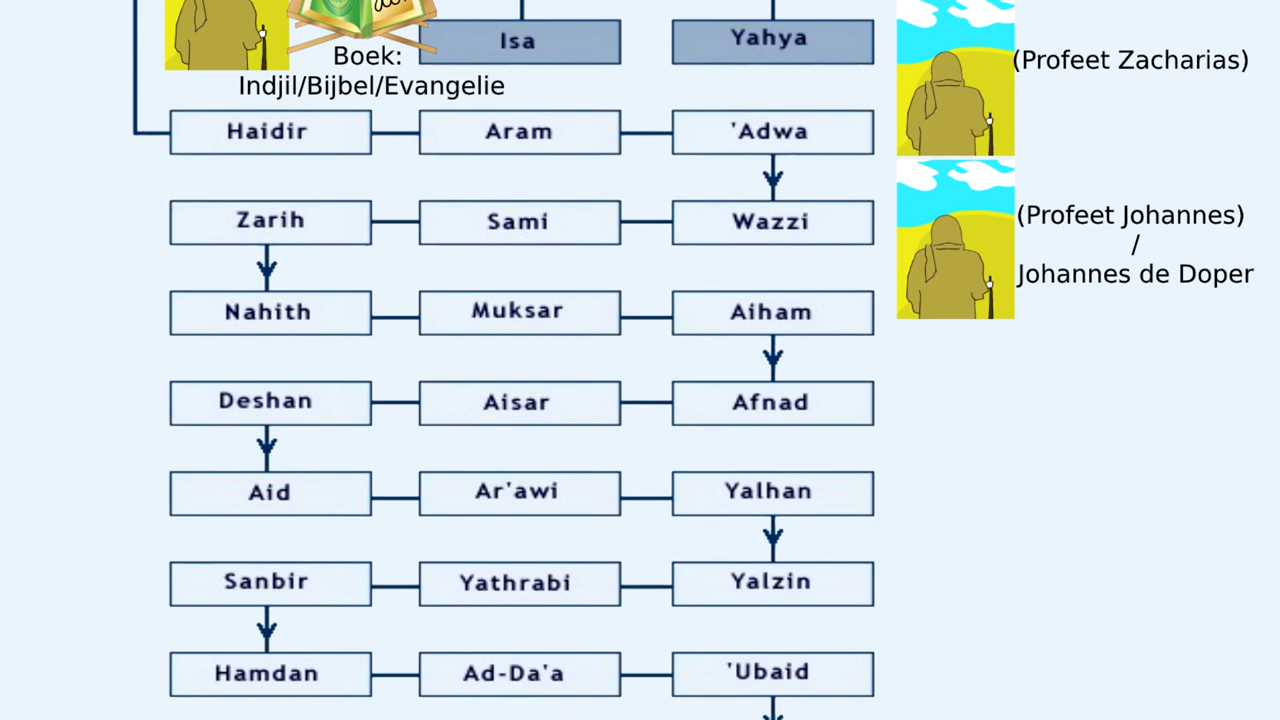 Isa
Yahya
Boek:
Indjil/Bijbel/Evangelie
(Profeet Zacharias)
Haidir
Aram
'Adwa
Zarih
Sami
Wazzi
(Profeet Johannes)
/
Johannes de Doper
Nahith
Muksar
Aiham
Deshan
Aisar
Afnad
Aid
Ar'awi
Yalhan
Sanbir
Yathrabi
Yalzin
Hamdan
Ad-Da'a
'Ubaid